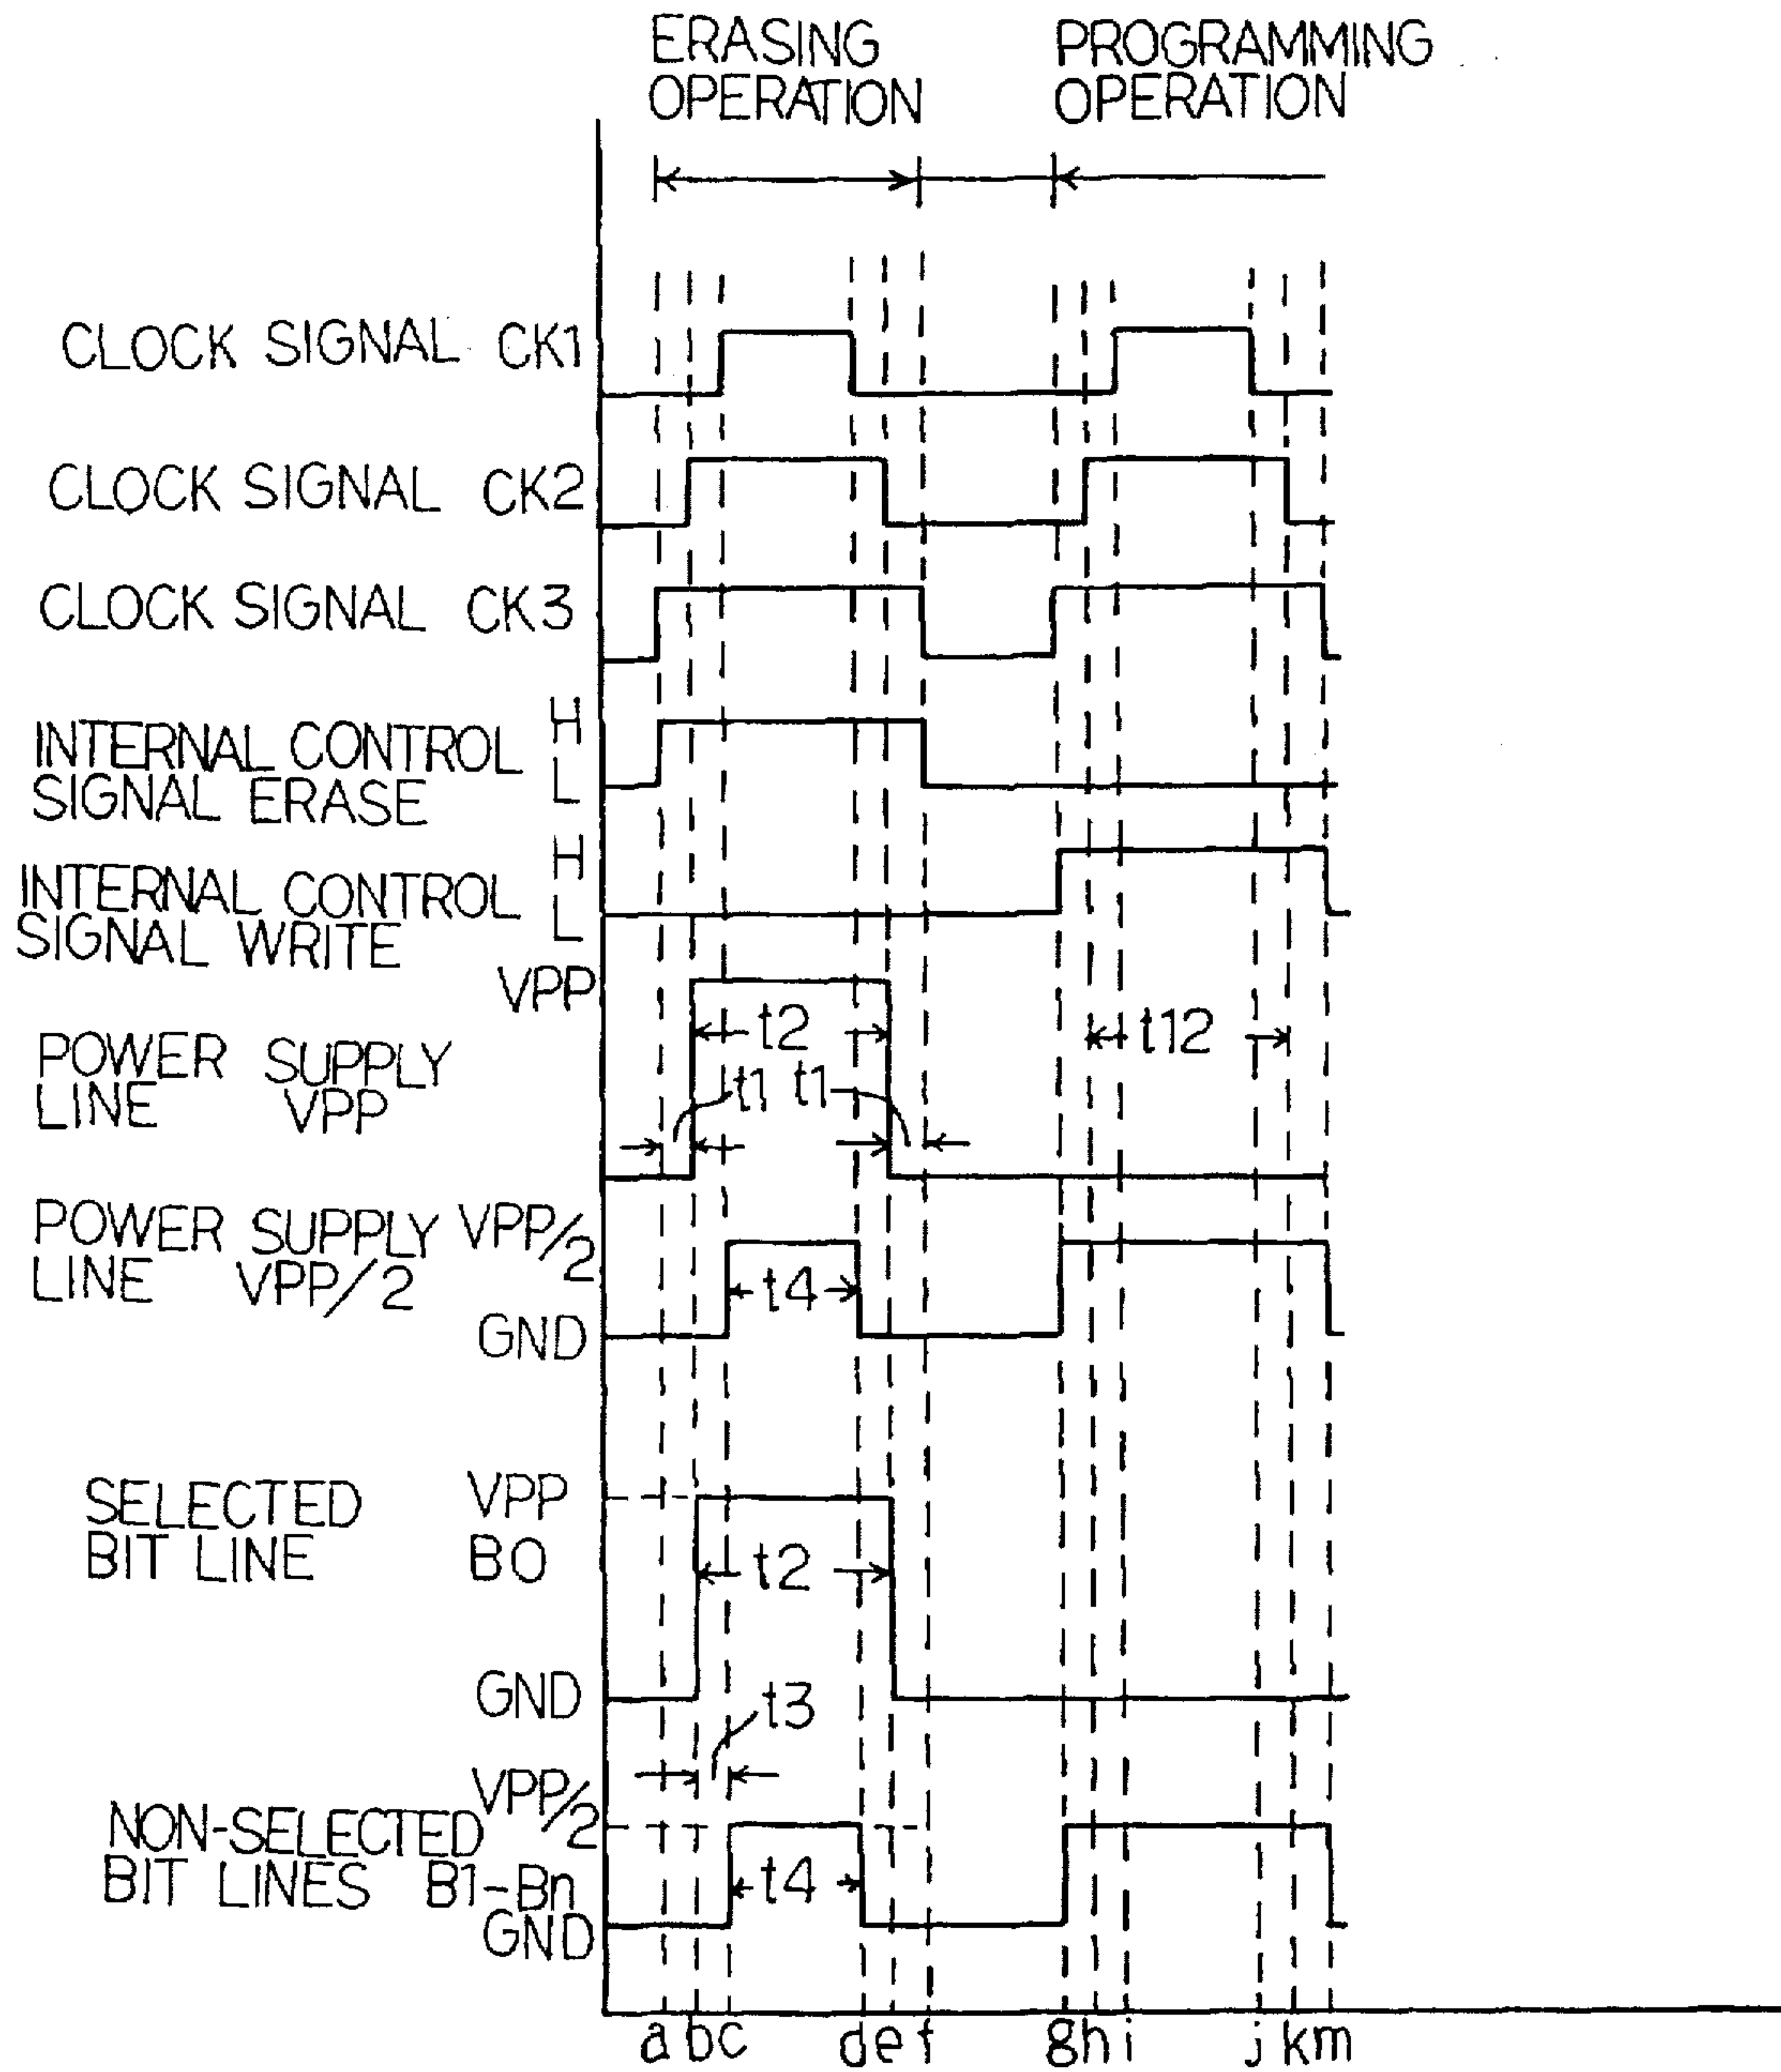 ERASING OPERATION
PROGRAMMING OPERATION
CLOCK SIGNAL CK1
CLOCK SIGNAL CK2
CLOCK SIGNAL CK3
INTERNAL CONTROL H
SIGNAL ERASE L
INTERNAL CONTROL H
SIGNAL WRITE L
VPP
t2
t12
POWER SUPPLY
LINE VPP
t1 t1
POWER SUPPLY VPP/2
LINE VPP/2
t4
GND
SELECTED VPP
BIT LINE B0
t2
GND
t3
VPP/2
NON-SELECTED
BIT LINES B1-Bn
t4
GND
a b c d e f g h i j k m